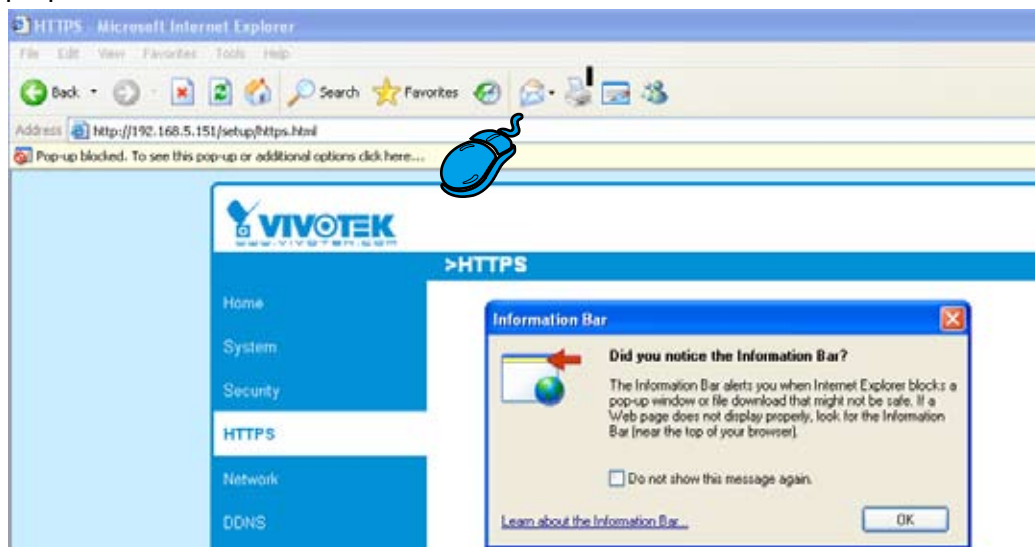 HTTPS - Microsoft Internet Explorer
File Edit View Favorites Tools Help
Back Search Favorites
Address http://192.168.5.151/setup/https.html
Pop-up blocked. To see this pop-up or additional options click here...
VIVOTEK
www.vivotek.com
>HTTPS
Home
System
Security
HTTPS
Network
DDNS
Information Bar
Did you notice the Information Bar?
The Information Bar alerts you when Internet Explorer blocks a
pop-up window or file download that might not be safe. If a
Web page does not display properly, look for the Information
Bar (near the top of your browser).
Do not show this message again.
Learn about the Information Bar...
OK